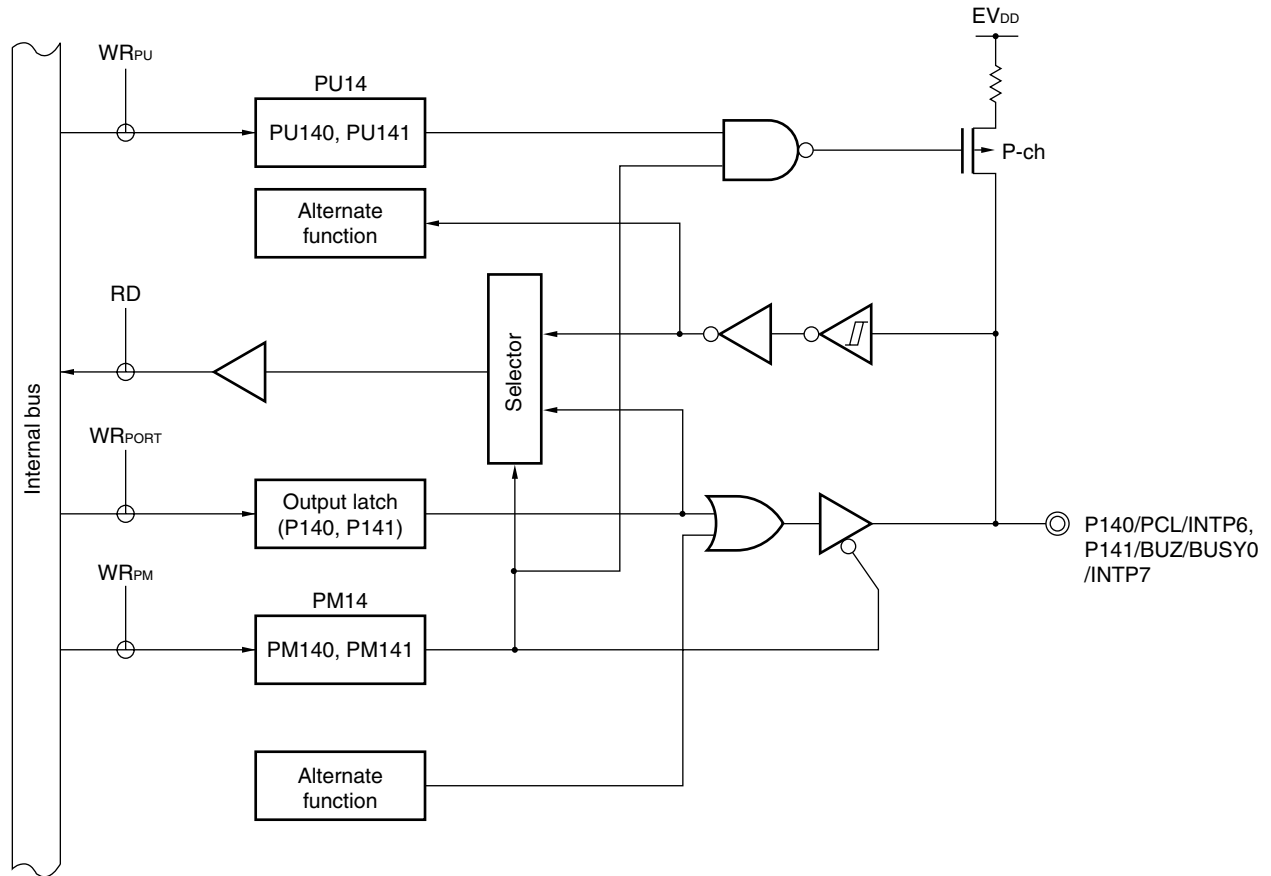 EVDD
WRPU
PU14
PU140, PU141
P-ch
Alternate
function
RD
Selector
Internal bus
WRPORT
Output latch
(P140, P141)
P140/PCL/INTP6,
P141/BUZ/BUSY0
/INTP7
WRPM
PM14
PM140, PM141
Alternate
function